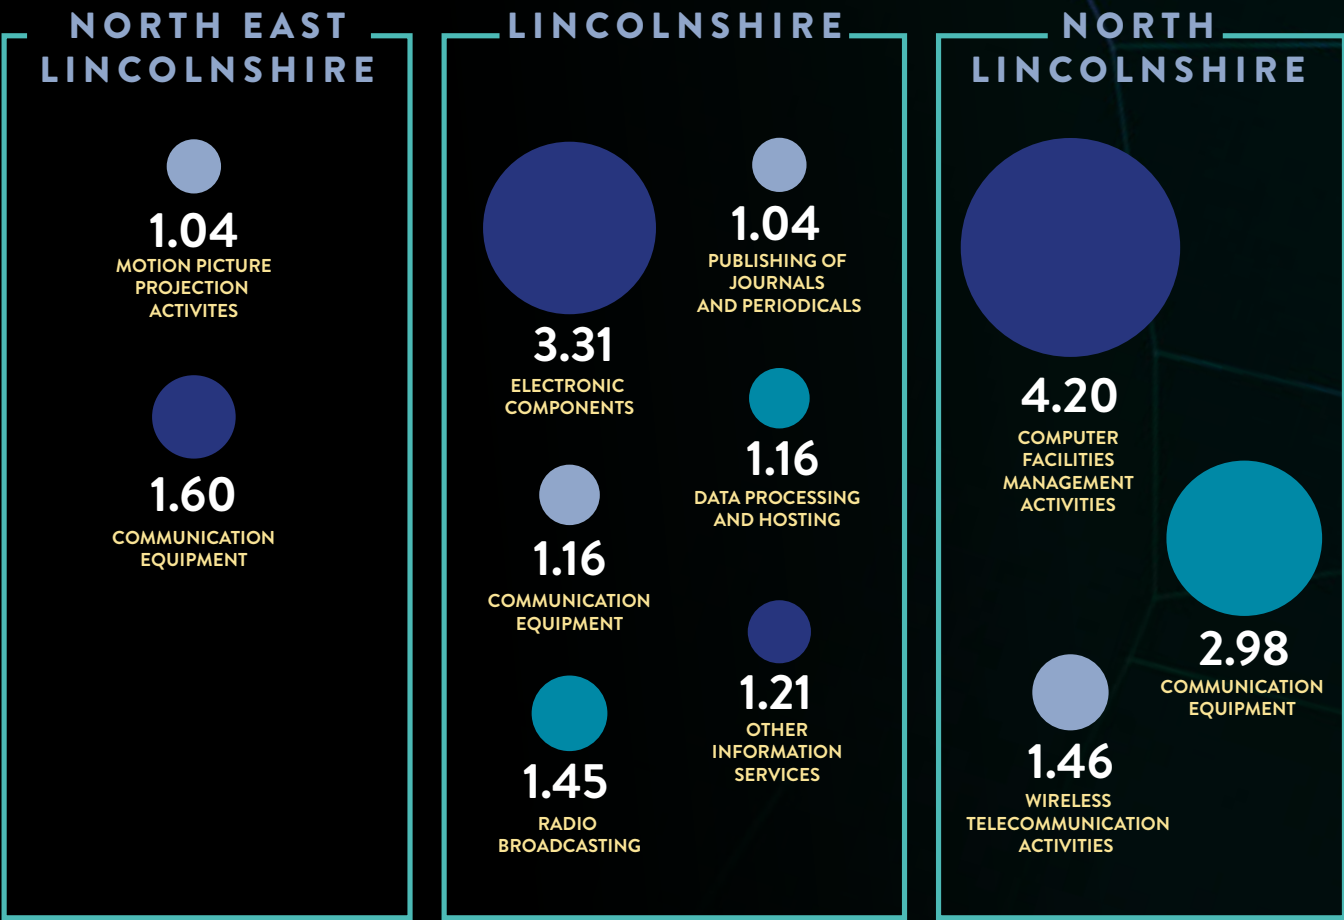 NORTH EAST
LINCOLNSHIRE
1.04
MOTION PICTURE
PROJECTION
ACTIVITES
1.60
COMMUNICATION
EQUIPMENT
LINCOLNSHIRE
3.31
ELECTRONIC
COMPONENTS
1.16
COMMUNICATION
EQUIPMENT
1.45
RADIO
BROADCASTING
1.04
PUBLISHING OF
JOURNALS
AND PERIODICALS
1.16
DATA PROCESSING
AND HOSTING
1.21
OTHER
INFORMATION
SERVICES
NORTH
LINCOLNSHIRE
4.20
COMPUTER
FACILITIES
MANAGEMENT
ACTIVITIES
2.98
COMMUNICATION
EQUIPMENT
1.46
WIRELESS
TELECOMMUNICATION
ACTIVITIES